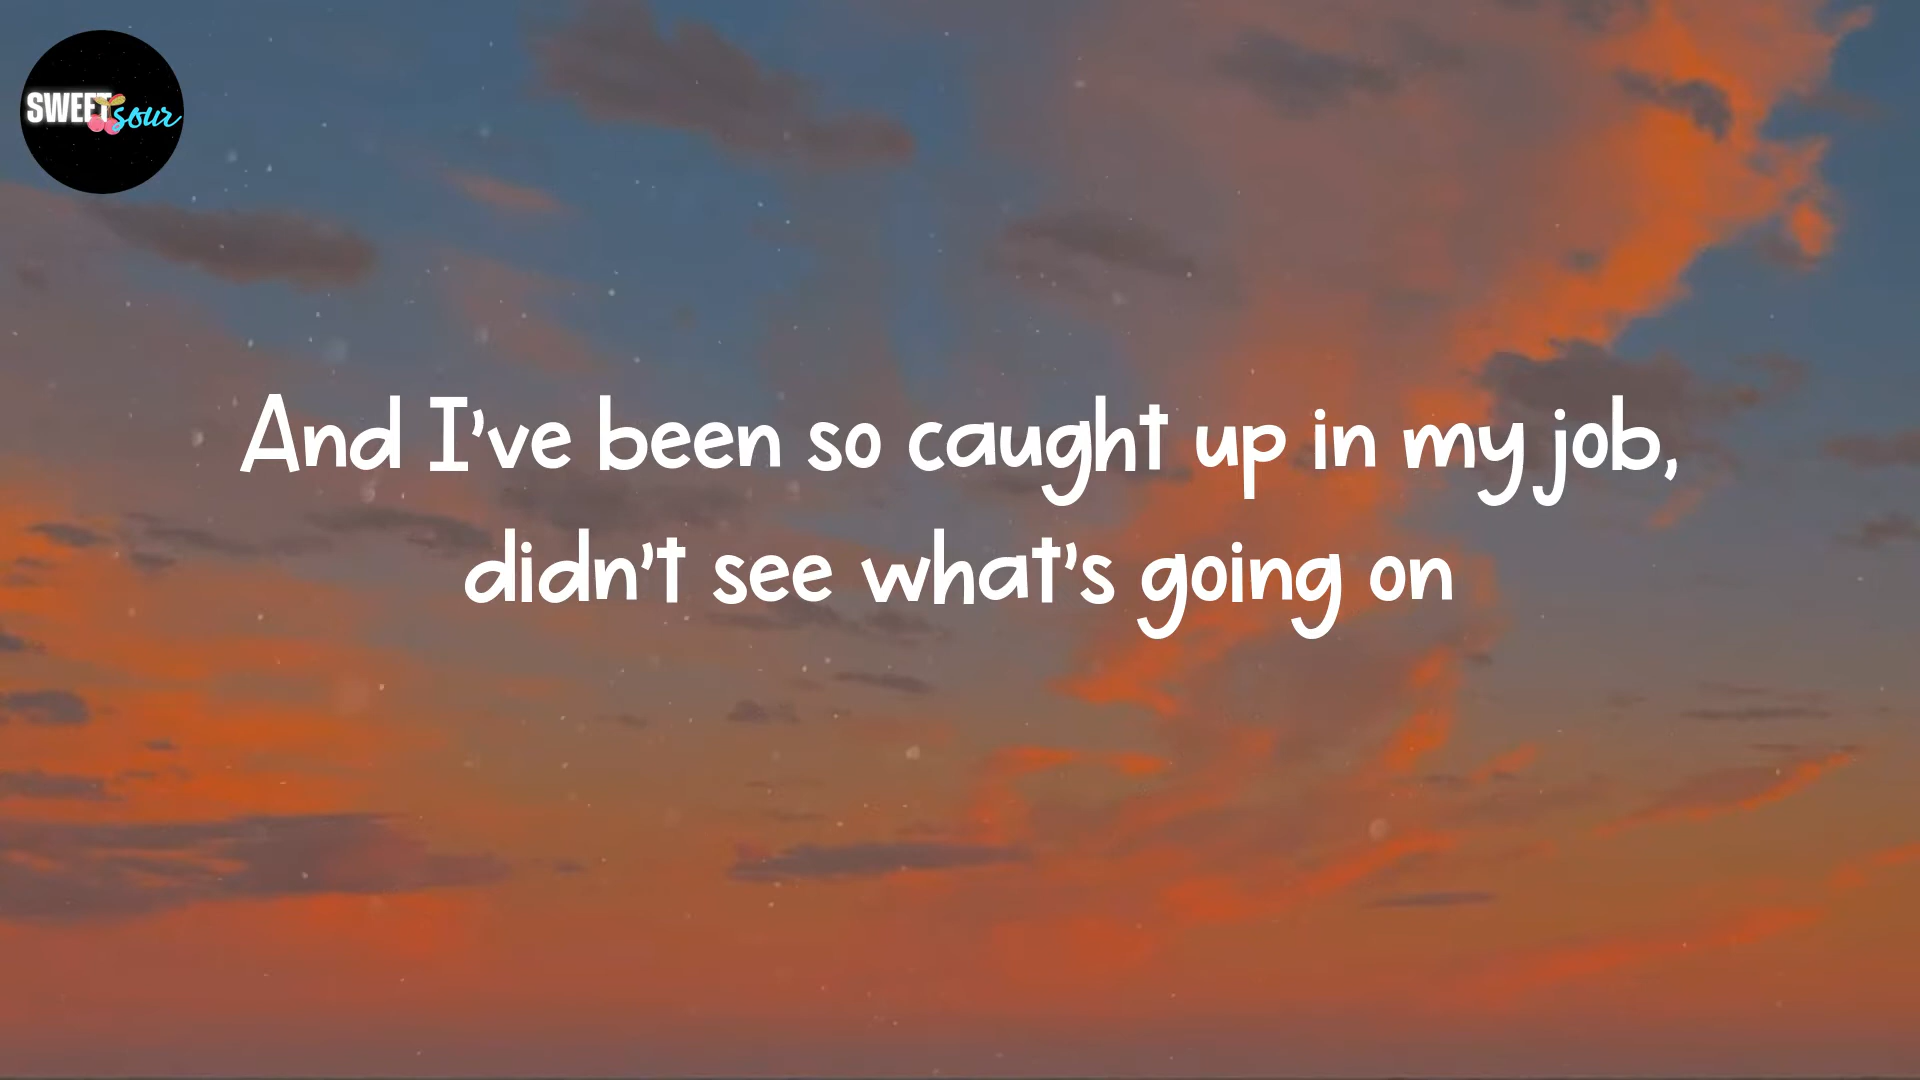 SWEET
sour
And I've been so caught up in my job,
didn't see what's going on